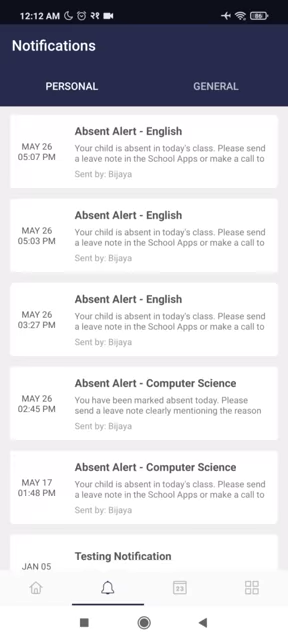 12:12 AM २१ 86
Notifications
PERSONAL GENERAL
Absent Alert - English
MAY 26
05:07 PM
Your child is absent in today's class. Please send
a leave note in the School Apps or make a call to
Sent by: Bijaya
Absent Alert - English
MAY 26
05:03 PM
Your child is absent in today's class. Please send
a leave note in the School Apps or make a call to
Sent by: Bijaya
Absent Alert - English
MAY 26
03:27 PM
Your child is absent in today's class. Please send
a leave note in the School Apps or make a call to
Sent by: Bijaya
Absent Alert - Computer Science
MAY 26
02:45 PM
You have been marked absent today. Please
send a leave note clearly mentioning the reason
Sent by: Bijaya
Absent Alert - Computer Science
MAY 17
01:48 PM
Your child is absent in today's class. Please send
a leave note in the School Apps or make a call to
Sent by: Bijaya
Testing Notification
JAN 05